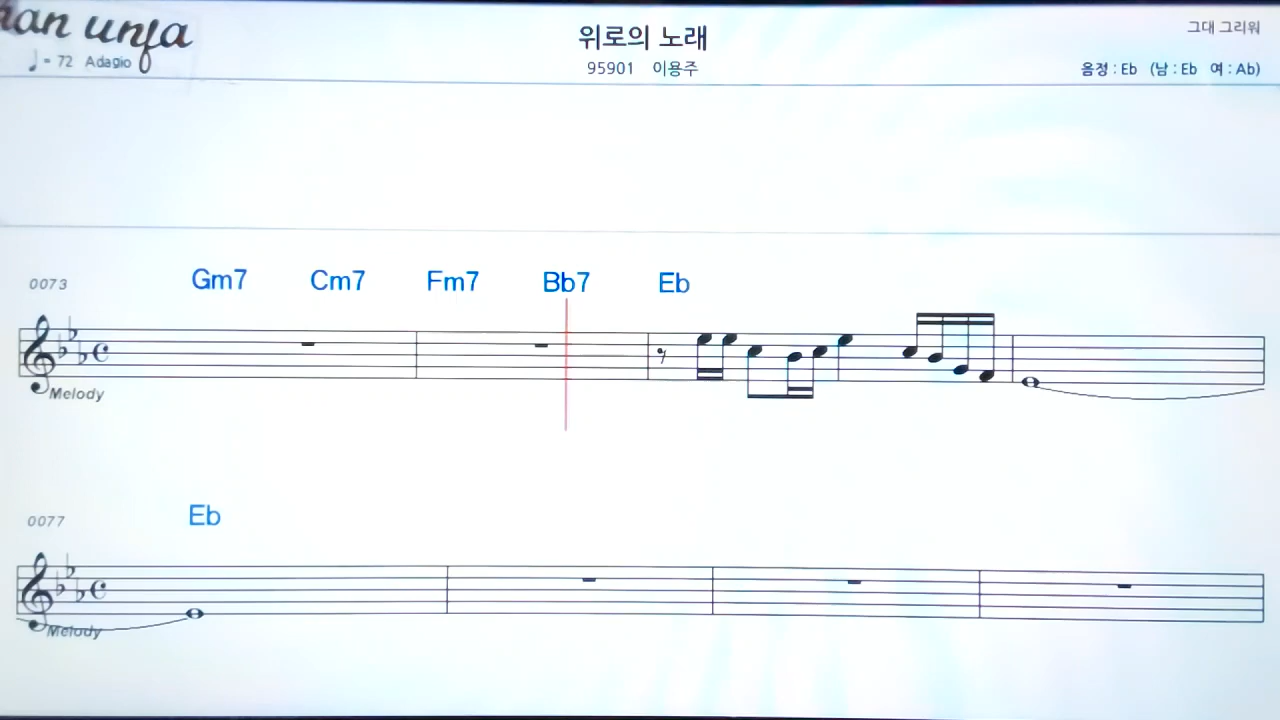 unfa
♩= 72 Adagio
위로의 노래
95901 이용주
그대 그리워
음정 : Eb (남 : Eb 여 : Ab)
0073 Gm7 Cm7 Fm7 Bb7 Eb
Melody
0077 Eb
Melody